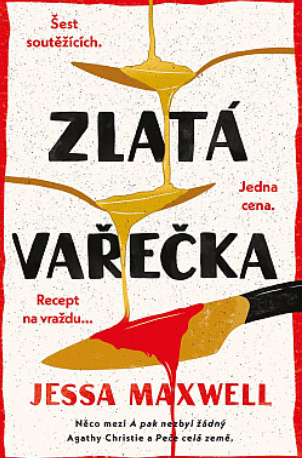 Šest
soutěžících.
ZLATÁ
Jedna
cena.
VAŘEČKA
Recept
na vraždu...
JESSA MAXWELL
Něco mezi A pak nezbyl žádný
Agathy Christie a Peče celá země.